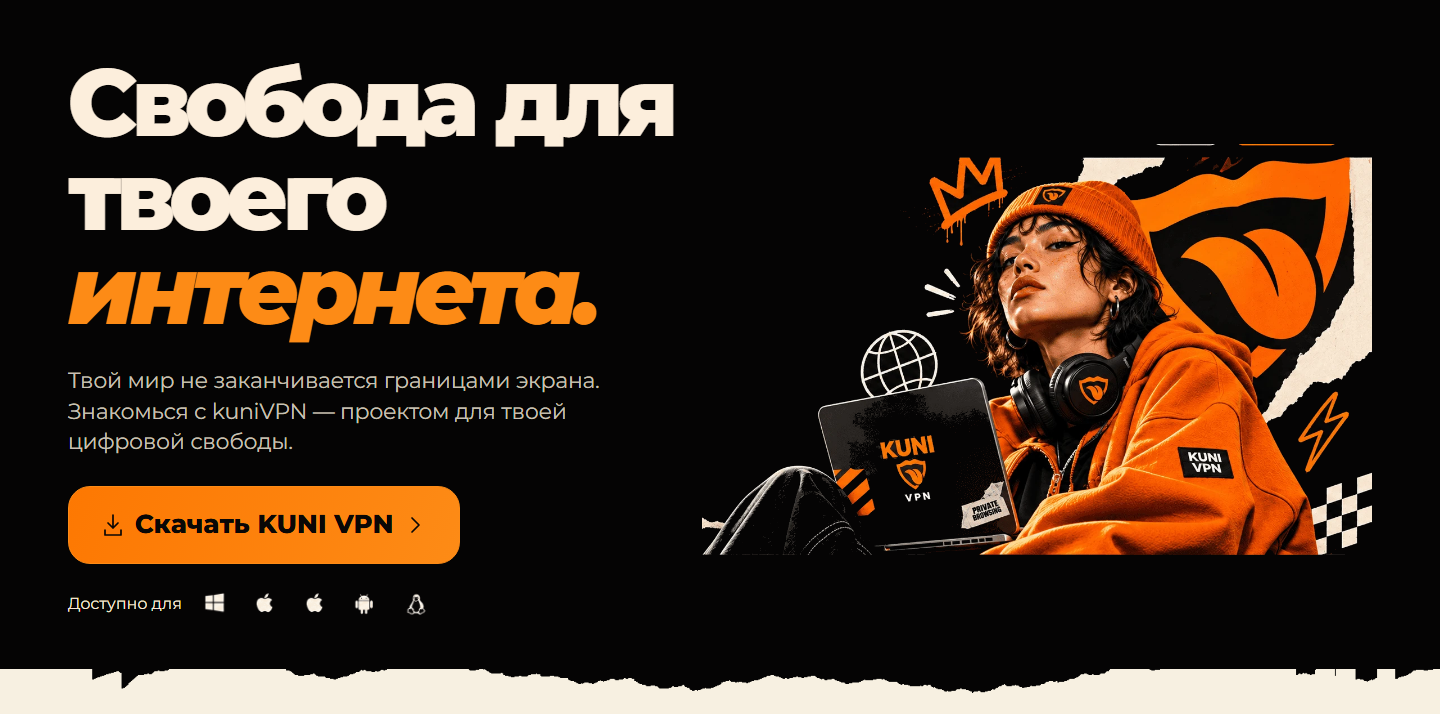 Свобода для
твоего
интернета.
Твой мир не заканчивается границами экрана.
Знакомься с kuniVPN — проектом для твоей
цифровой свободы.
Скачать KUNI VPN
Доступно для
KUNI
VPN
PRIVATE
BROWSING
KUNI
VPN